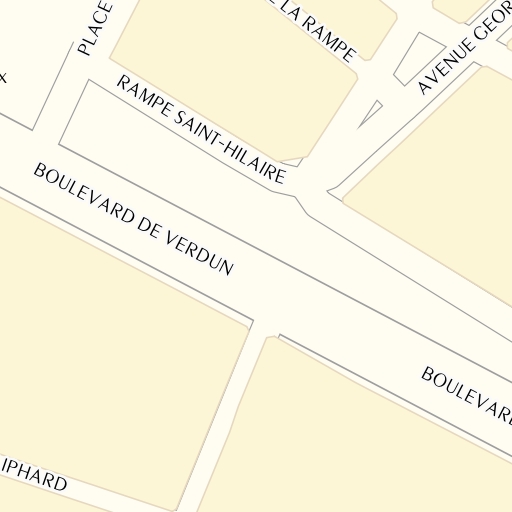 PLACE
E LA RAMPE
AVENUE GEOR
x
RAMPE SAINT-HILAIRE
BOULEVARD DE VERDUN
BOULEVARD
IPHARD